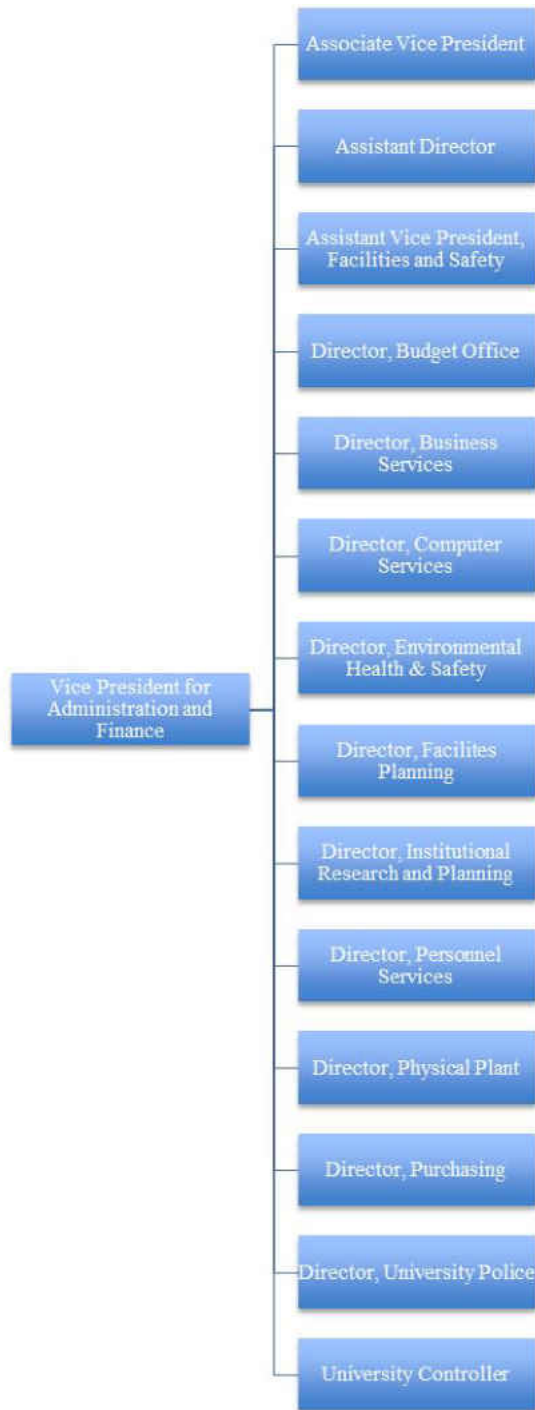 Associate Vice President
Assistant Director
Assistant Vice President,
Facilities and Safety
Director, Budget Office
Director, Business
Services
Director, Computer
Services
Director, Environmental
Health & Safety
Vice President for
Administration and
Finance
Director, Facilites
Planning
Director, Institutional
Research and Planning
Director, Personnel
Services
Director, Physical Plant
Director, Purchasing
Director, University Police
University Controller